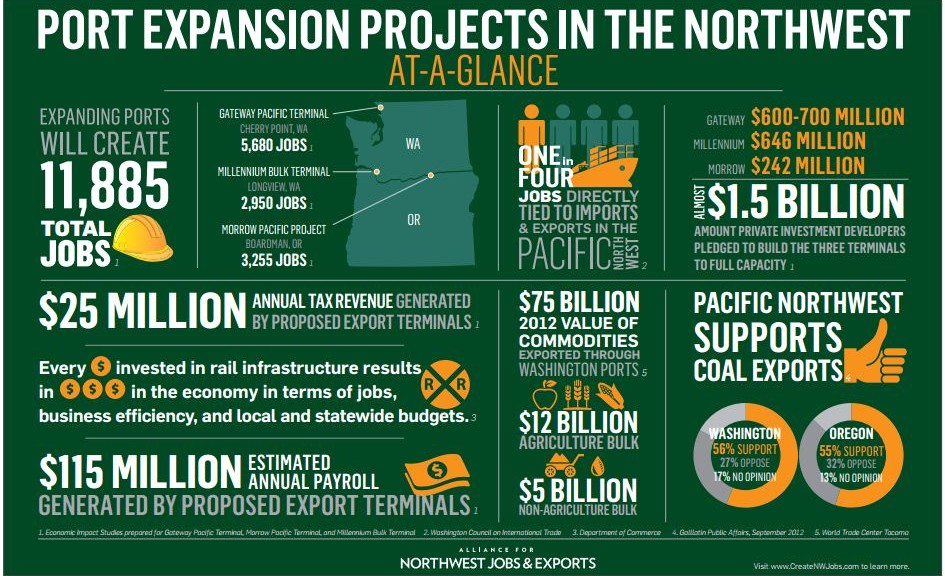 PORT EXPANSION PROJECTS IN THE NORTHWEST
AT-A-GLANCE
EXPANDING PORTS
WILL CREATE
11,885
TOTAL
JOBS 1
GATEWAY PACIFIC TERMINAL
CHERRY POINT, WA
5,680 JOBS 1
MILLENNIUM BULK TERMINAL
LONGVIEW, WA
2,950 JOBS 1
MORROW PACIFIC PROJECT
BOARDMAN, OR
3,255 JOBS 1
WA
OR
ONE in
FOUR
JOBS DIRECTLY
TIED TO IMPORTS
& EXPORTS IN THE
PACIFIC NORTH WEST 2
GATEWAY $600-700 MILLION
MILLENNIUM $646 MILLION
MORROW $242 MILLION
ALMOST $1.5 BILLION
AMOUNT PRIVATE INVESTMENT DEVELOPERS
PLEDGED TO BUILD THE THREE TERMINALS
TO FULL CAPACITY 1
$25 MILLION ANNUAL TAX REVENUE GENERATED
BY PROPOSED EXPORT TERMINALS 1
Every $ invested in rail infrastructure results
in $ $ $ in the economy in terms of jobs,
business efficiency, and local and statewide budgets. 3
R R
$115 MILLION ESTIMATED
ANNUAL PAYROLL
$
GENERATED BY PROPOSED EXPORT TERMINALS 1
$75 BILLION
2012 VALUE OF
COMMODITIES
EXPORTED THROUGH
WASHINGTON PORTS 5
$12 BILLION
AGRICULTURE BULK
$5 BILLION
NON-AGRICULTURE BULK
PACIFIC NORTHWEST
SUPPORTS
COAL EXPORTS 4
WASHINGTON
56% SUPPORT
27% OPPOSE
17% NO OPINION
OREGON
55% SUPPORT
32% OPPOSE
13% NO OPINION
1. Economic Impact Studies prepared for Gateway Pacific Terminal, Morrow Pacific Terminal, and Millennium Bulk Terminal 2. Washington Council on International Trade 3. Department of Commerce 4. Gallatin Public Affairs, September 2012 5. World Trade Center Tacoma
ALLIANCE FOR
NORTHWEST JOBS & EXPORTS
Visit www.CreateNWJobs.com to learn more.